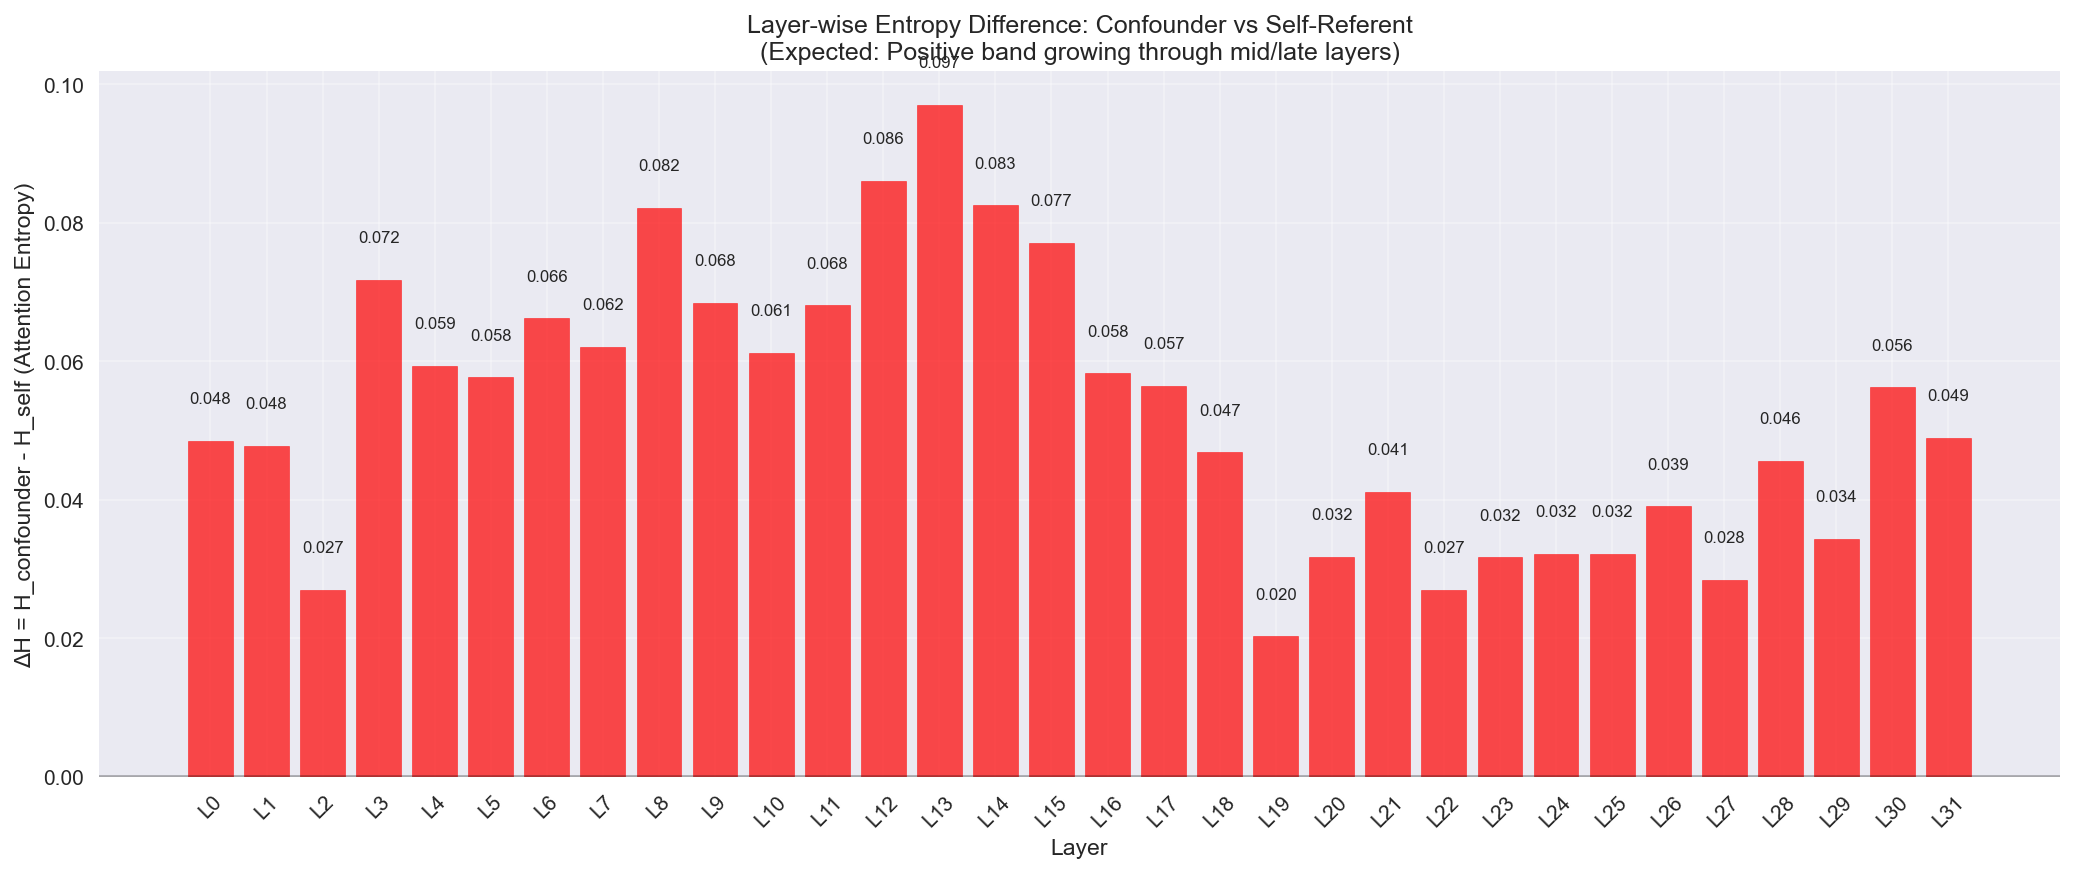 Layer-wise Entropy Difference: Confounder vs Self-Referent
(Expected: Positive band growing through mid/late layers)
ΔH = H_confounder - H_self (Attention Entropy)
0.10
0.08
0.06
0.04
0.02
0.00
0.048
0.048
0.027
0.072
0.059
0.058
0.066
0.062
0.082
0.068
0.061
0.068
0.086
0.097
0.083
0.077
0.058
0.057
0.047
0.020
0.032
0.041
0.027
0.032
0.032
0.032
0.039
0.028
0.046
0.034
0.056
0.049
L0
L1
L2
L3
L4
L5
L6
L7
L8
L9
L10
L11
L12
L13
L14
L15
L16
L17
L18
L19
L20
L21
L22
L23
L24
L25
L26
L27
L28
L29
L30
L31
Layer